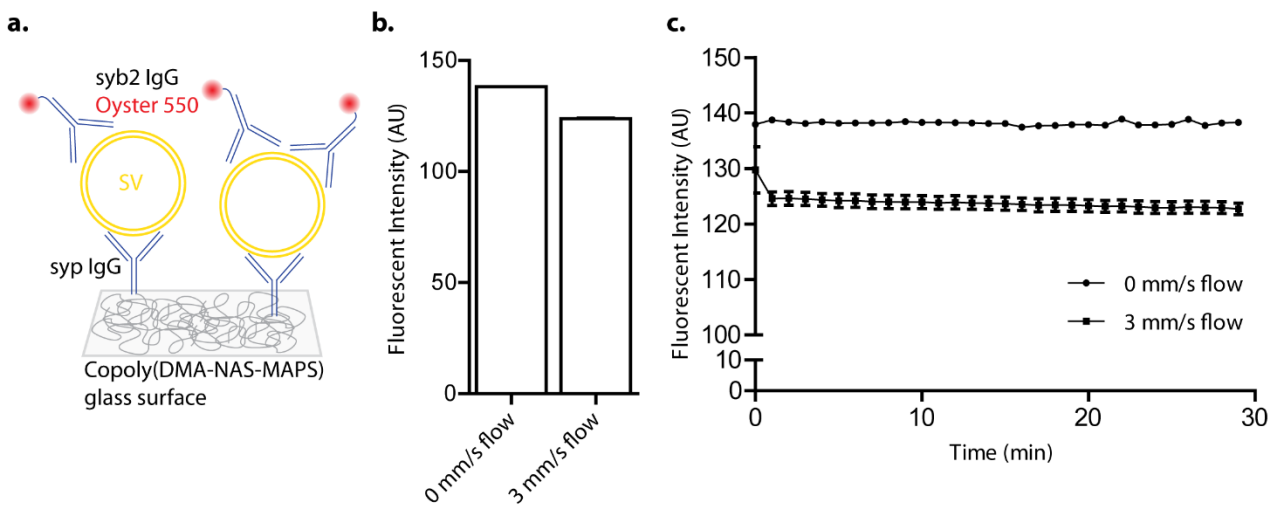 a.
syb2 IgG
Oyster 550
SV
syp IgG
Copoly(DMA-NAS-MAPS)
glass surface
b.
Fluorescent Intensity (AU)
150
100
50
0
0 mm/s flow
3 mm/s flow
c.
Fluorescent Intensity (AU)
150
140
130
120
110
100
10
0
0
10
20
30
Time (min)
0 mm/s flow
3 mm/s flow